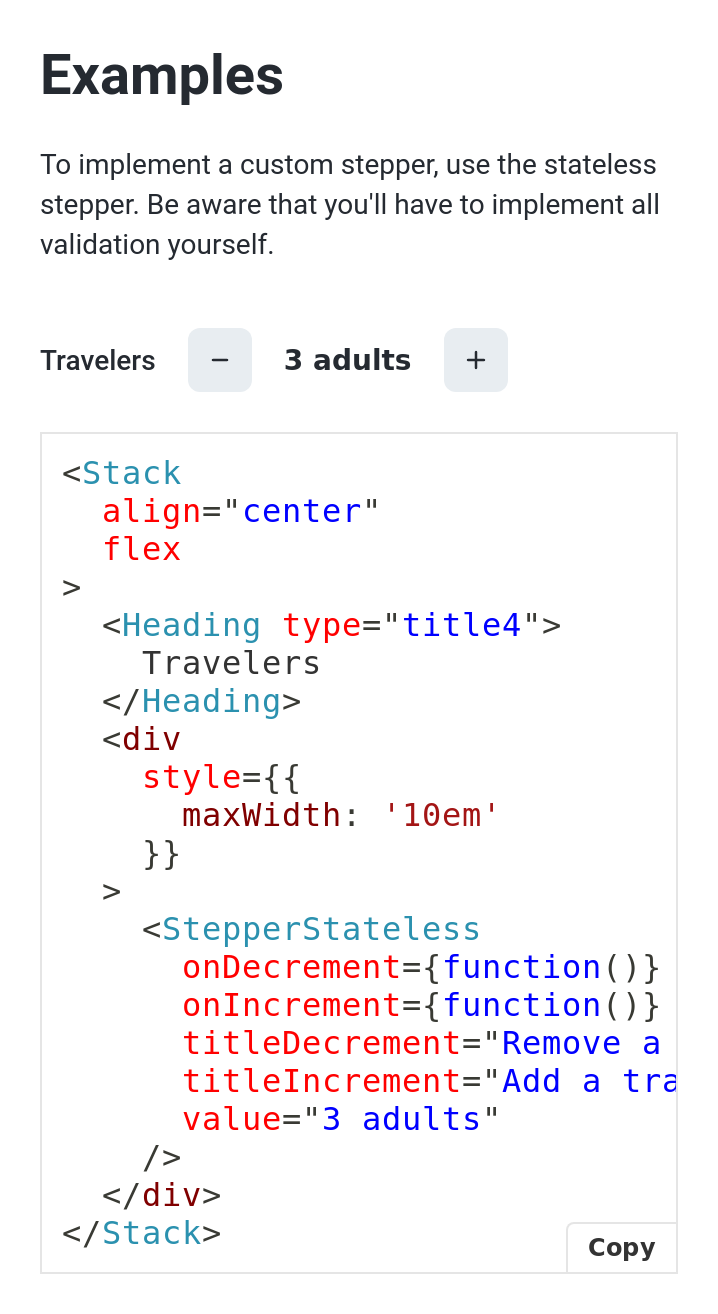 Examples
To implement a custom stepper, use the stateless
stepper. Be aware that you'll have to implement all
validation yourself.
Travelers − 3 adults +
<Stack
  align="center"
  flex
>
  <Heading type="title4">
    Travelers
  </Heading>
  <div
    style={{
      maxWidth: '10em'
    }}
  >
    <StepperStateless
      onDecrement={function()}
      onIncrement={function()}
      titleDecrement="Remove a
      titleIncrement="Add a tra
      value="3 adults"
    />
  </div>
</Stack>
Copy